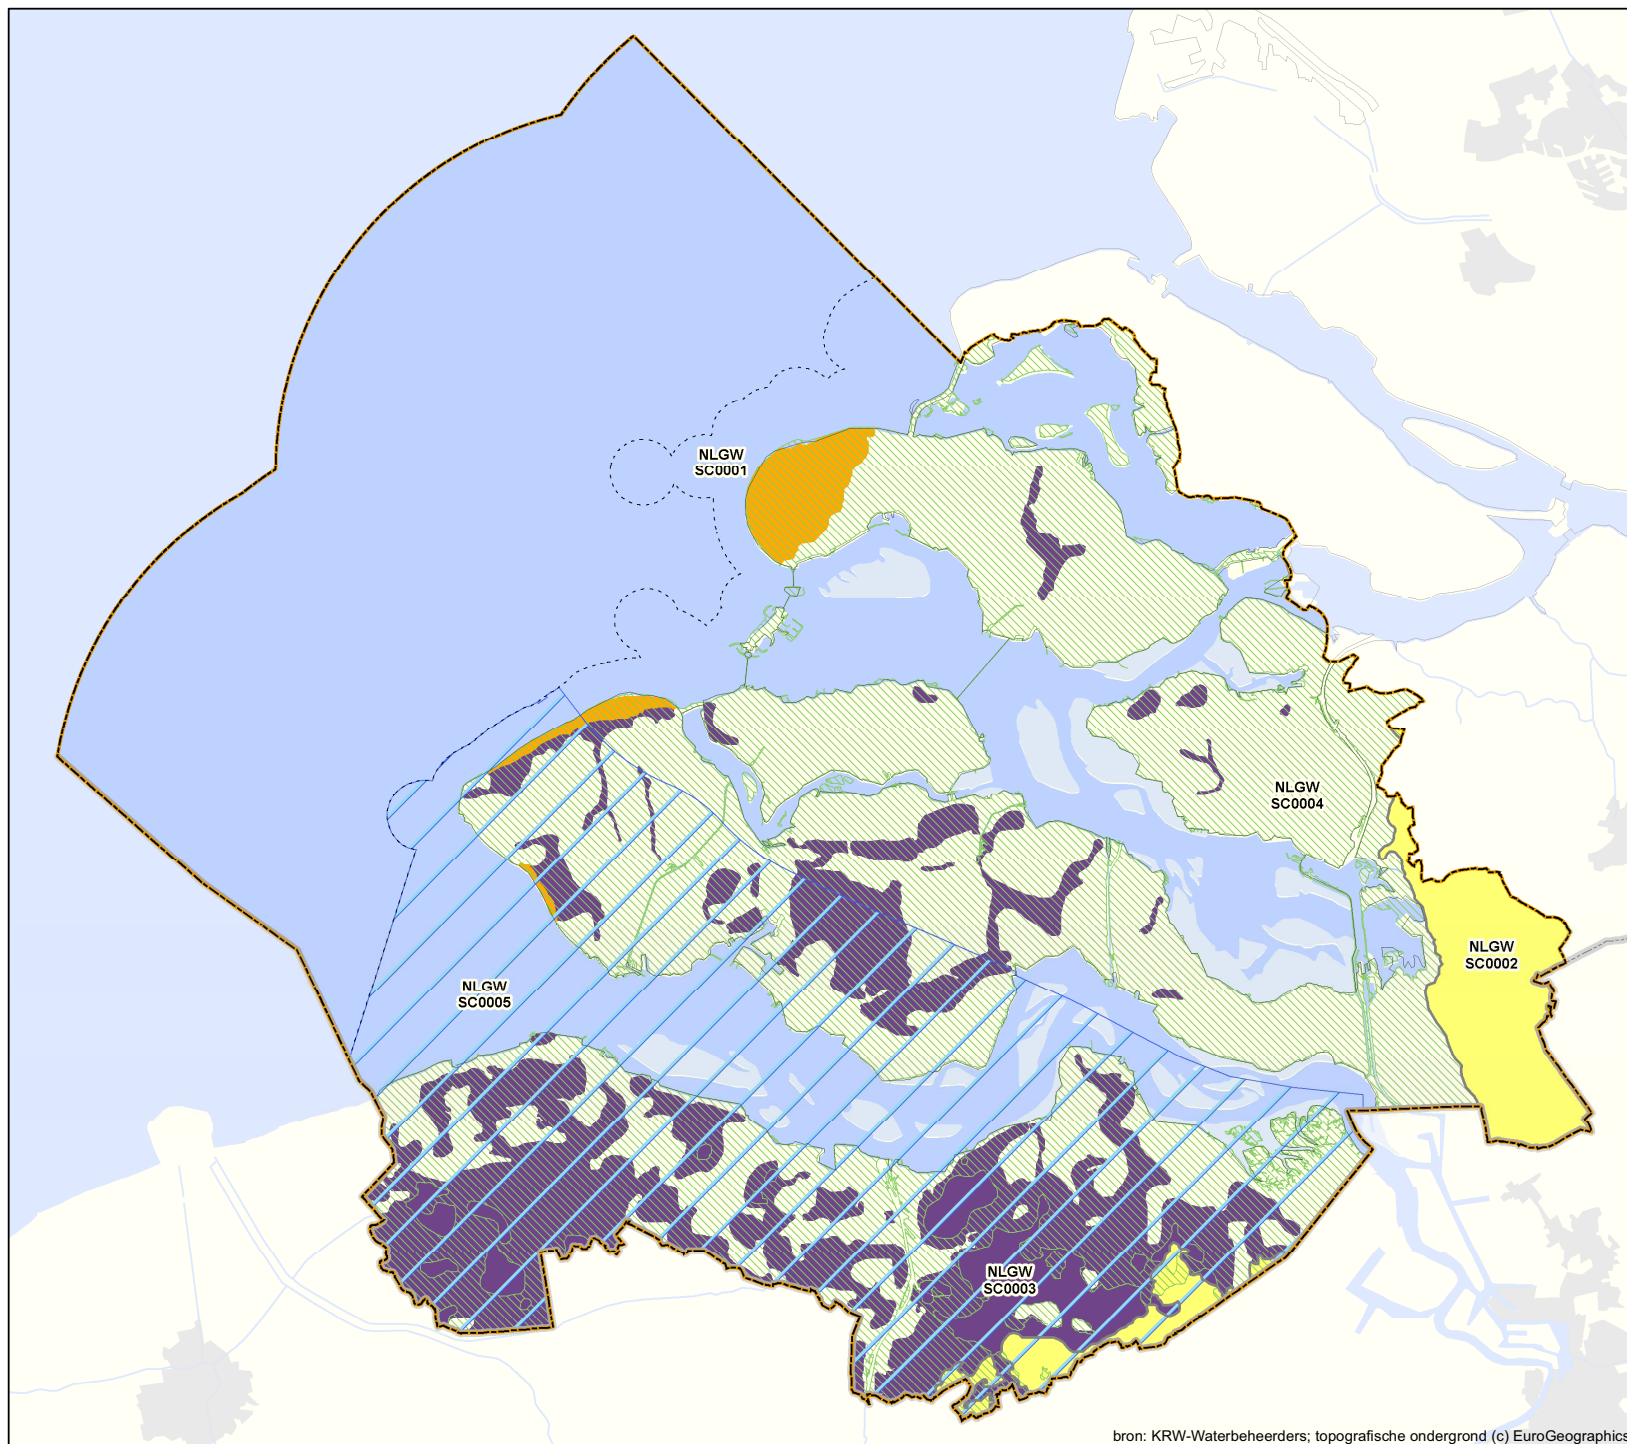 NLGW
SC0001
NLGW
SC0004
NLGW
SC0002
NLGW
SC0005
NLGW
SC0003
bron: KRW-Waterbeheerders; topografische ondergrond (c) EuroGeographics